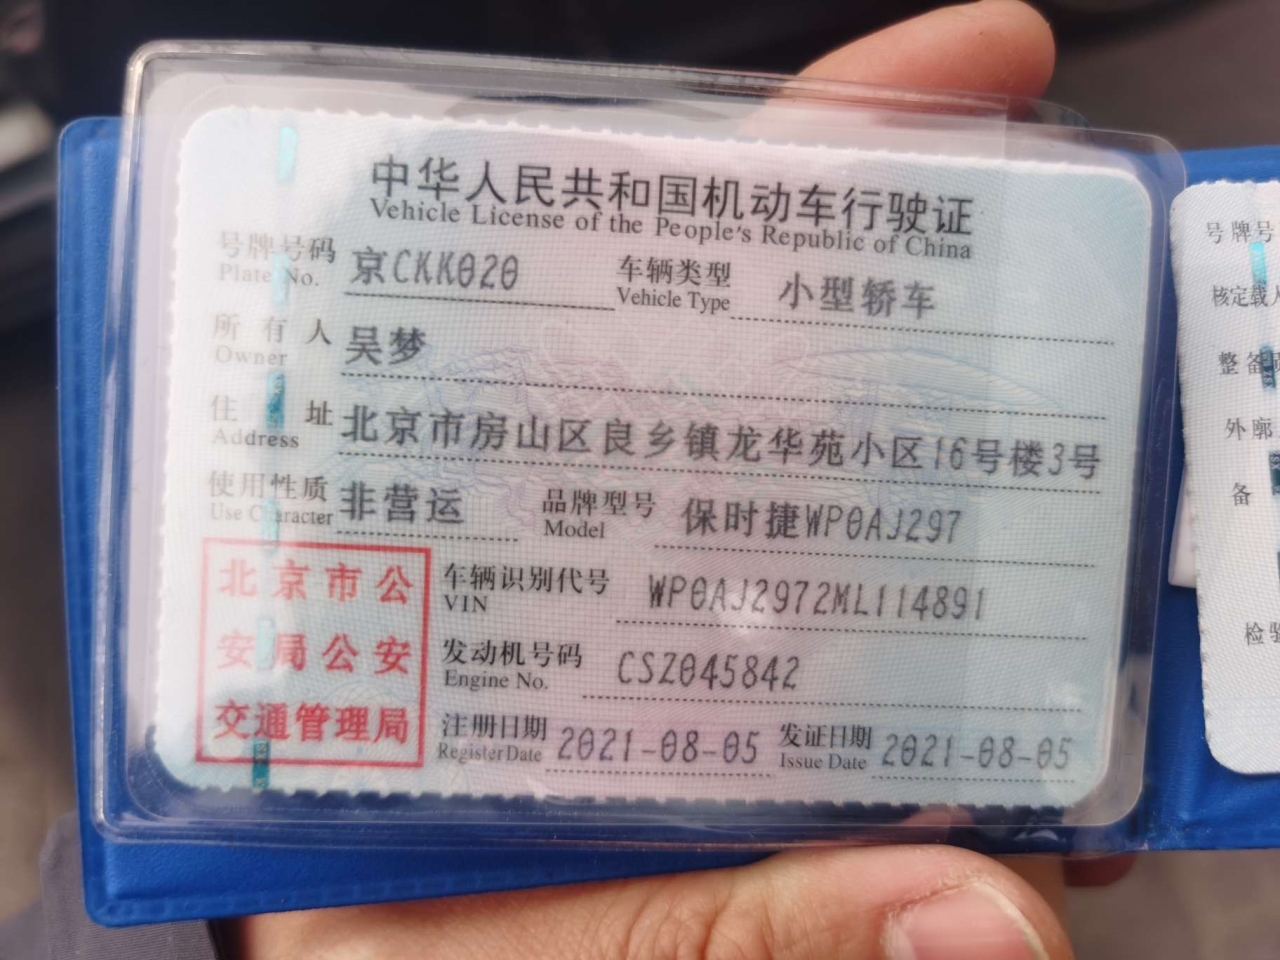 中华人民共和国机动车行驶证
Vehicle License of the People's Republic of China
号牌号码 京CKK020 车辆类型 小型轿车
Plate No. Vehicle Type
所有人 吴梦
Owner
住址 北京市房山区良乡镇龙华苑小区16号楼3号
Address
使用性质 非营运 品牌型号 保时捷WP0AJ297
Use Character Model
北京市公
安局公安
交通管理局
车辆识别代号 WP0AJ2972ML114891
VIN
发动机号码 CSZ045842
Engine No.
注册日期 2021-08-05 发证日期 2021-08-05
Register Date Issue Date
号牌号
核定载人
整备质
外廓
备
检验